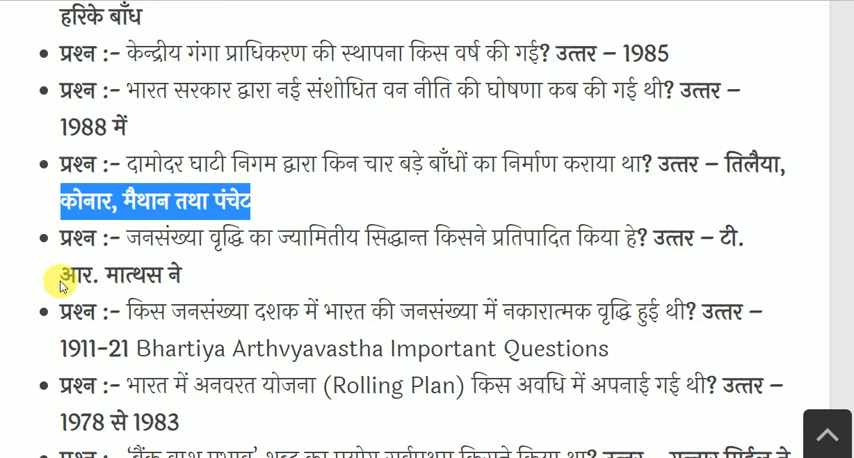 हरिके बाँध
प्रश्न :- केन्द्रीय गंगा प्राधिकरण की स्थापना किस वर्ष की गई? उत्तर – 1985
प्रश्न :- भारत सरकार द्वारा नई संशोधित वन नीति की घोषणा कब की गई थी? उत्तर –
1988 में
प्रश्न :- दामोदर घाटी निगम द्वारा किन चार बड़े बाँधों का निर्माण कराया था? उत्तर – तिलैया,
कोनार, मैथान तथा पंचेट
प्रश्न :- जनसंख्या वृद्धि का ज्यामितीय सिद्धान्त किसने प्रतिपादित किया हे? उत्तर – टी.
आर. मात्थस ने
प्रश्न :- किस जनसंख्या दशक में भारत की जनसंख्या में नकारात्मक वृद्धि हुई थी? उत्तर –
1911-21 Bhartiya Arthvyavastha Important Questions
प्रश्न :- भारत में अनवरत योजना (Rolling Plan) किस अवधि में अपनाई गई थी? उत्तर –
1978 से 1983